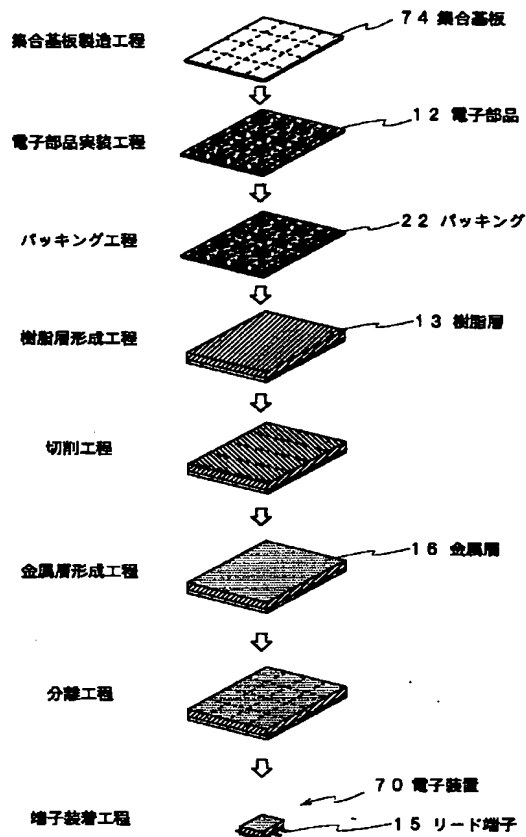 集合基板製造工程
74 集合基板
電子部品実装工程
12 電子部品
パッキング工程
22 パッキング
樹脂層形成工程
13 樹脂層
切削工程
金属層形成工程
16 金属層
分離工程
70 電子装置
端子装着工程
15 リード端子